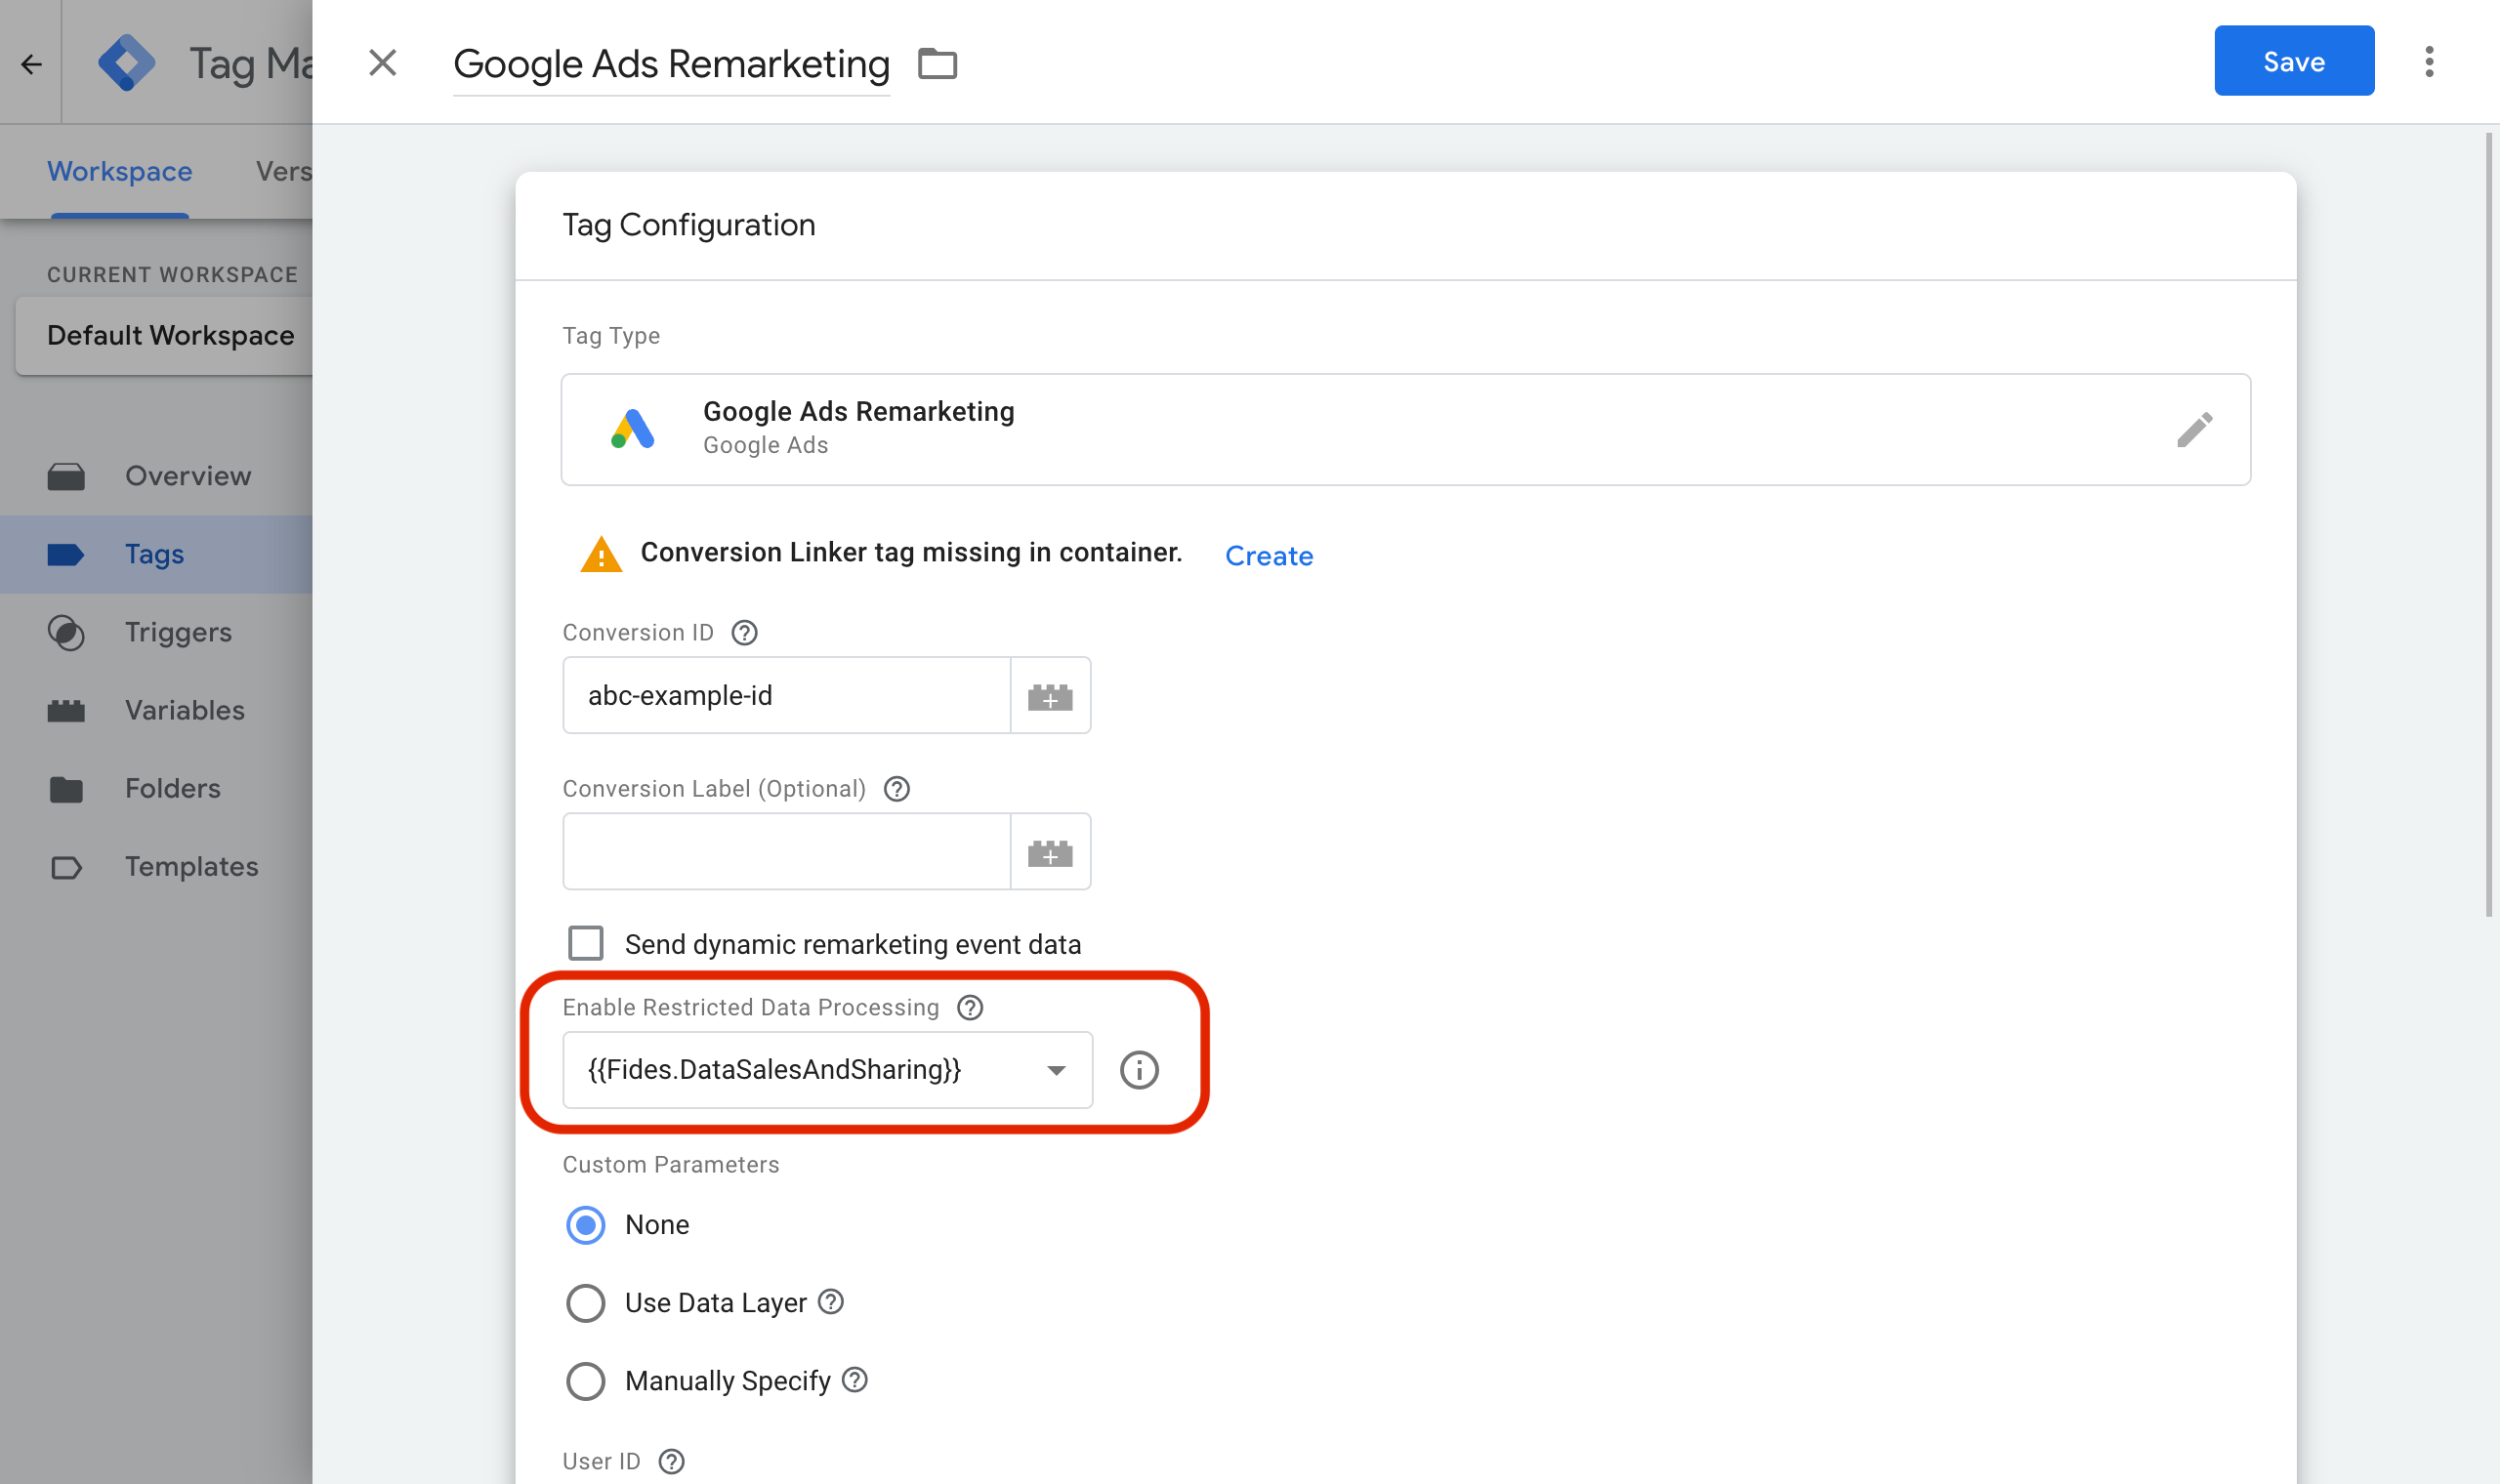 Tag Ma
Google Ads Remarketing
Save
Workspace
Vers
CURRENT WORKSPACE
Default Workspace
Overview
Tags
Triggers
Variables
Folders
Templates
Tag Configuration
Tag Type
Google Ads Remarketing
Google Ads
Conversion Linker tag missing in container. Create
Conversion ID
abc-example-id
Conversion Label (Optional)
Send dynamic remarketing event data
Enable Restricted Data Processing
{{Fides.DataSalesAndSharing}}
Custom Parameters
None
Use Data Layer
Manually Specify
User ID